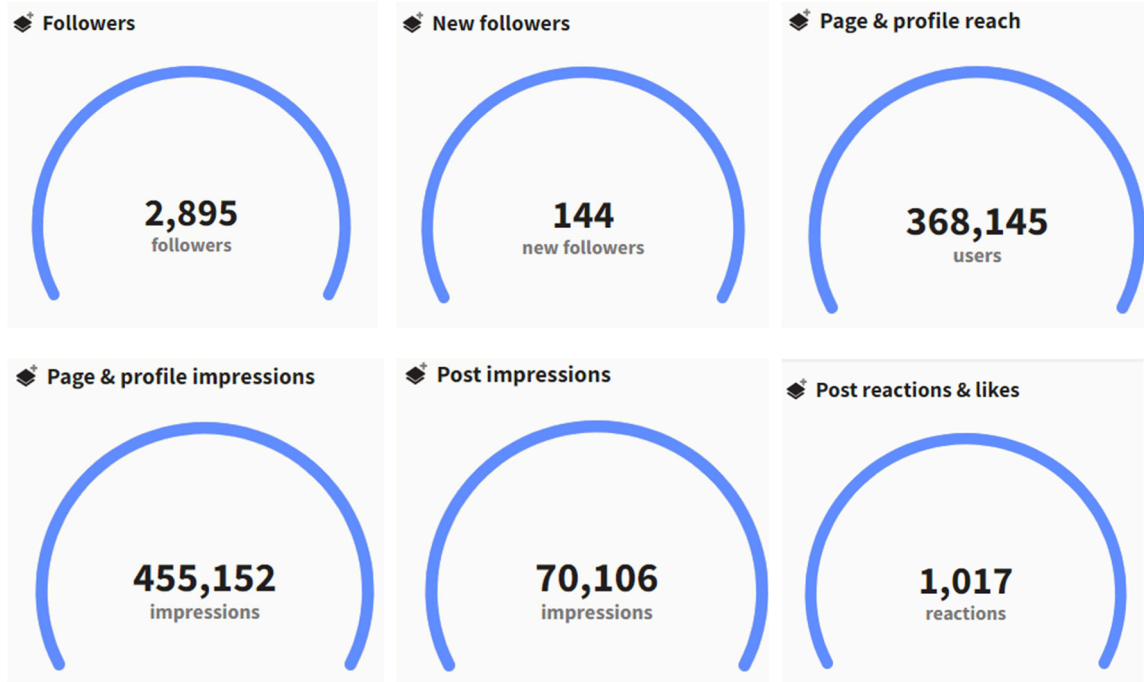 Followers
2,895
followers
New followers
144
new followers
Page & profile reach
368,145
users
Page & profile impressions
455,152
impressions
Post impressions
70,106
impressions
Post reactions & likes
1,017
reactions